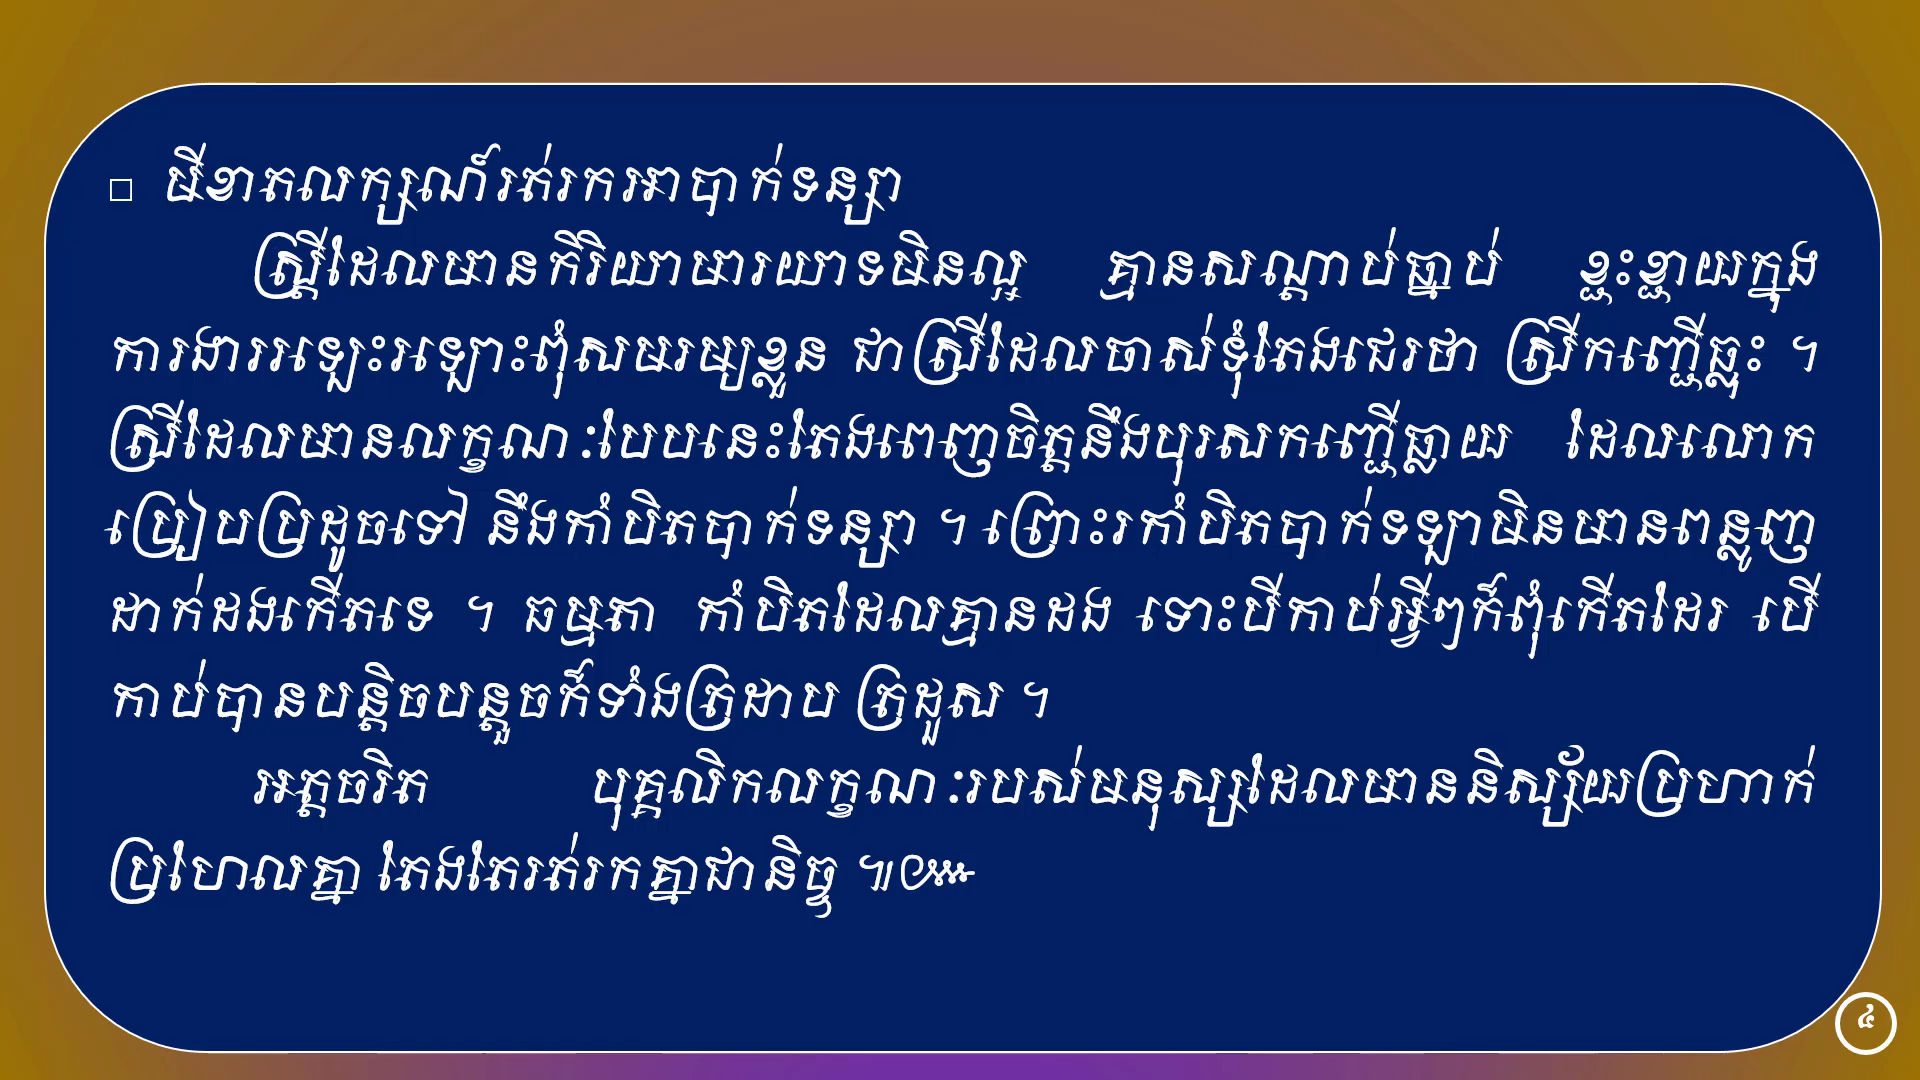 □ មីខាតលក្សណ៍រត់រកអាបាក់ទន្សា
ស្ត្រីដែលមានកិរិយាមារយាទមិនល្អ គ្មានសណ្ដាប់ធ្នាប់ ខ្ជះខ្ជាយក្នុង
ការងាររឡេះរឡោះពុំសមរម្យខ្លួន ជាស្រីដែលចាស់ទុំតែងជេរថា ស្រីកញ្ជើធ្លុះ ។
ស្រីដែលមានលក្ខណៈបែបនេះតែងពេញចិត្តនឹងបុរសកញ្ជើធ្លាយ ដែលលោក
ប្រៀបប្រដូចទៅ នឹងកាំបិតបាក់ទន្សា ។ ព្រោះរកាំបិតបាក់ទឡ្សាមិនមានពន្លូញ
ដាក់ដងកើតទេ ។ ធម្មតា កាំបិតដែលគ្មានដង ទោះបីកាប់អ្វីៗក៏ពុំកើតដែរ បើ
កាប់បានបន្តិចបន្តួចក៏ទាំងត្រដាប ត្រដួស ។
អត្តចរិត បុគ្គលិកលក្ខណៈរបស់មនុស្សដែលមាននិស្ស័យប្រហាក់
ប្រហែលគ្នា តែងតែរត់រកគ្នាជានិច្ច ៕៚
៤